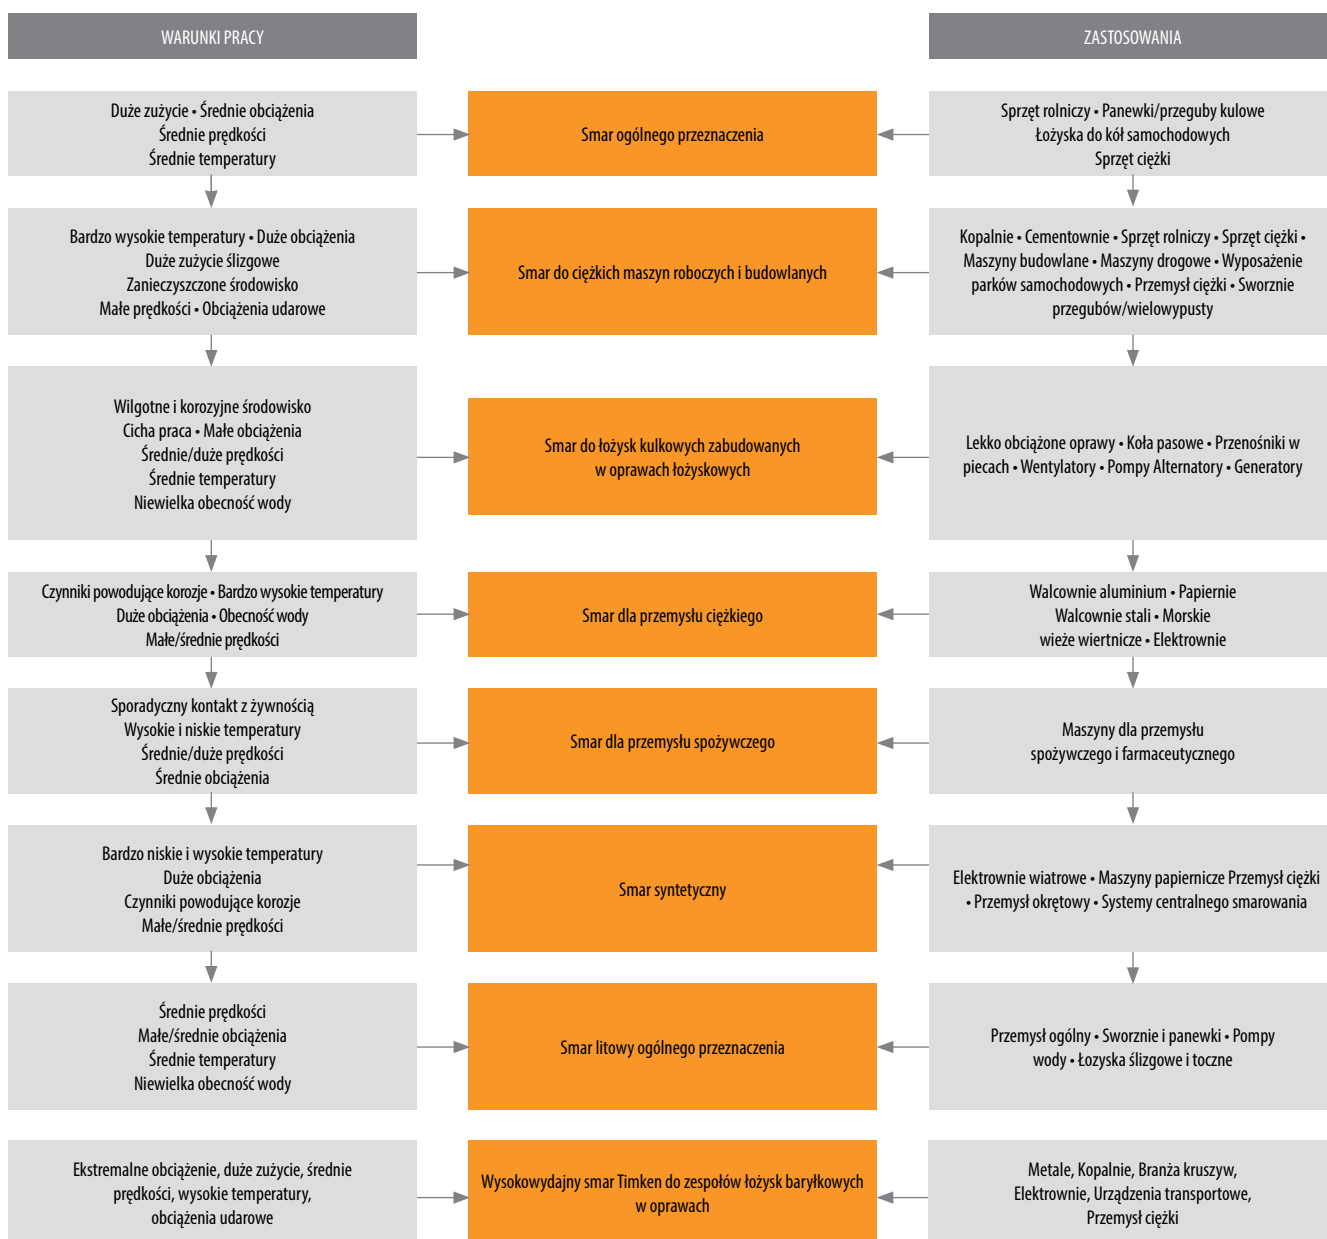 WARUNKI PRACY
ZASTOSOWANIA
Duże zużycie • Średnie obciążenia
Średnie prędkości
Średnie temperatury
Smar ogólnego przeznaczenia
Sprzęt rolniczy • Panewki/przeguby kulowe
Łożyska do kół samochodowych
Sprzęt ciężki
Bardzo wysokie temperatury • Duże obciążenia
Duże zużycie ślizgowe
Zanieczyszczone środowisko
Małe prędkości • Obciążenia udarowe
Smar do ciężkich maszyn roboczych i budowlanych
Kopalnie • Cementownie • Sprzęt rolniczy • Sprzęt ciężki •
Maszyny budowlane • Maszyny drogowe • Wyposażenie
parków samochodowych • Przemysł ciężki • Sworznie
przegubów/wielowypusty
Wilgotne i korozyjne środowisko
Cicha praca • Małe obciążenia
Średnie/duże prędkości
Średnie temperatury
Niewielka obecność wody
Smar do łożysk kulkowych zabudowanych
w oprawach łożyskowych
Lekko obciążone oprawy • Koła pasowe • Przenośniki w
piecach • Wentylatory • Pompy Alternatory • Generatory
Czynniki powodujące korozje • Bardzo wysokie temperatury
Duże obciążenia • Obecność wody
Małe/średnie prędkości
Smar dla przemysłu ciężkiego
Walcownie aluminium • Papiernie
Walcownie stali • Morskie
wieże wiertnicze • Elektrownie
Sporadyczny kontakt z żywnością
Wysokie i niskie temperatury
Średnie/duże prędkości
Średnie obciążenia
Smar dla przemysłu spożywczego
Maszyny dla przemysłu
spożywczego i farmaceutycznego
Bardzo niskie i wysokie temperatury
Duże obciążenia
Czynniki powodujące korozje
Małe/średnie prędkości
Smar syntetyczny
Elektrownie wiatrowe • Maszyny papiernicze Przemysł ciężki
• Przemysł okrętowy • Systemy centralnego smarowania
Średnie prędkości
Małe/średnie obciążenia
Średnie temperatury
Niewielka obecność wody
Smar litowy ogólnego przeznaczenia
Przemysł ogólny • Sworznie i panewki • Pompy
wody • Łozyska ślizgowe i toczne
Ekstremalne obciążenie, duże zużycie, średnie
prędkości, wysokie temperatury,
obciążenia udarowe
Wysokowydajny smar Timken do zespołów łożysk baryłkowych
w oprawach
Metale, Kopalnie, Branża kruszyw,
Elektrownie, Urządzenia transportowe,
Przemysł ciężki